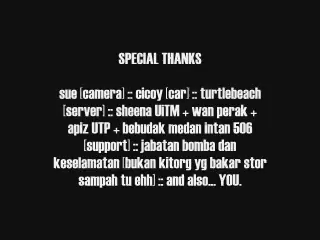 SPECIAL THANKS
sue (camera) :: cicoy (car) :: turtlebeach
(server) :: sheena UiTM + wan perak +
apiz UTP + bebudak medan intan 506
(support) :: jabatan bomba dan
keselamatan (bukan kitorg yg bakar stor
sampah tu ehh) :: and also... YOU.